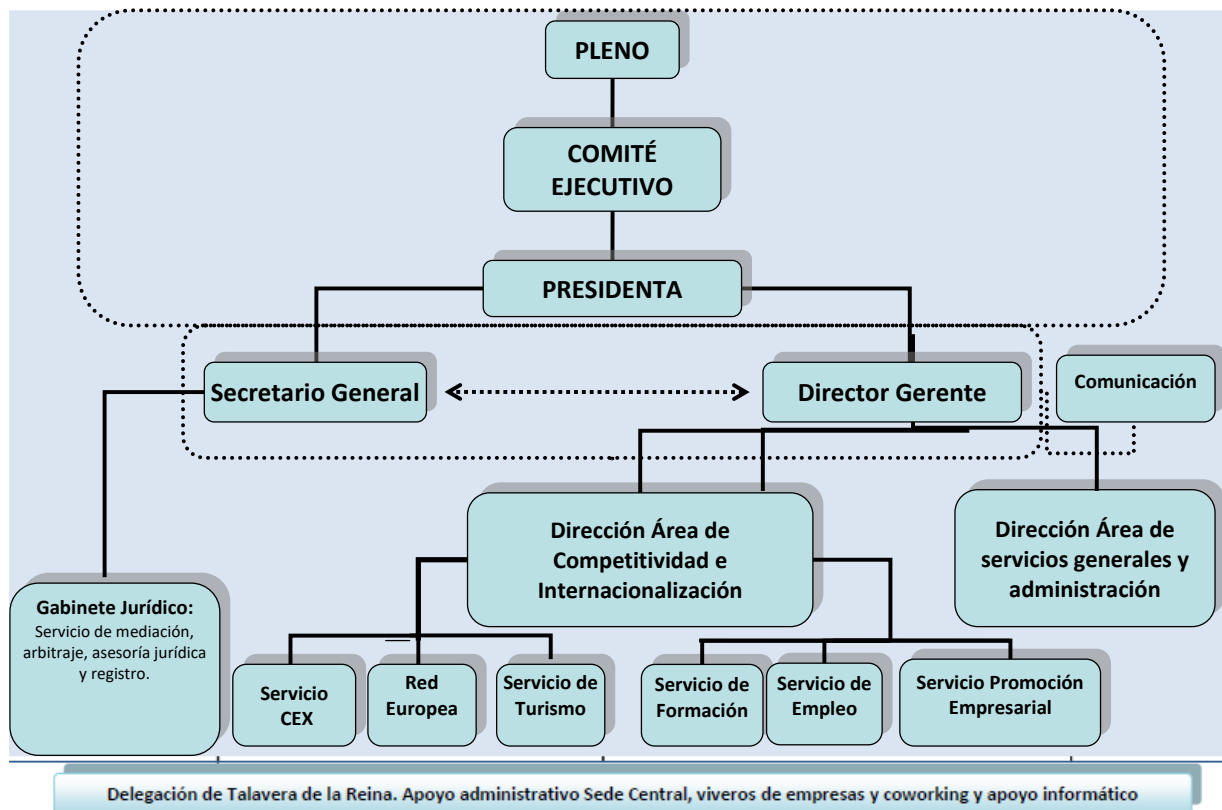 PLENO
COMITÉ
EJECUTIVO
PRESIDENTA
Secretario General
Director Gerente
Comunicación
Dirección Área de
Competitividad e
Internacionalización
Dirección Área de
servicios generales y
administración
Gabinete Jurídico:
Servicio de mediación,
arbitraje, asesoría jurídica
y registro.
Servicio
CEX
Red
Europea
Servicio de
Turismo
Servicio de
Formación
Servicio de
Empleo
Servicio Promoción
Empresarial
Delegación de Talavera de la Reina. Apoyo administrativo Sede Central, viveros de empresas y coworking y apoyo informático